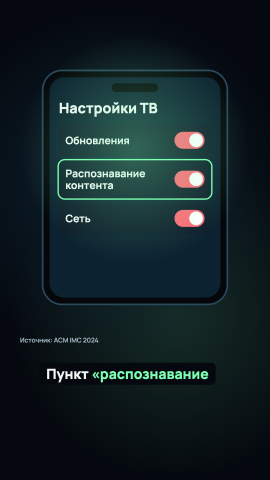 Настройки ТВ
Обновления
Распознавание
контента
Сеть
Источник: ACM IMC 2024
Пункт «распознавание